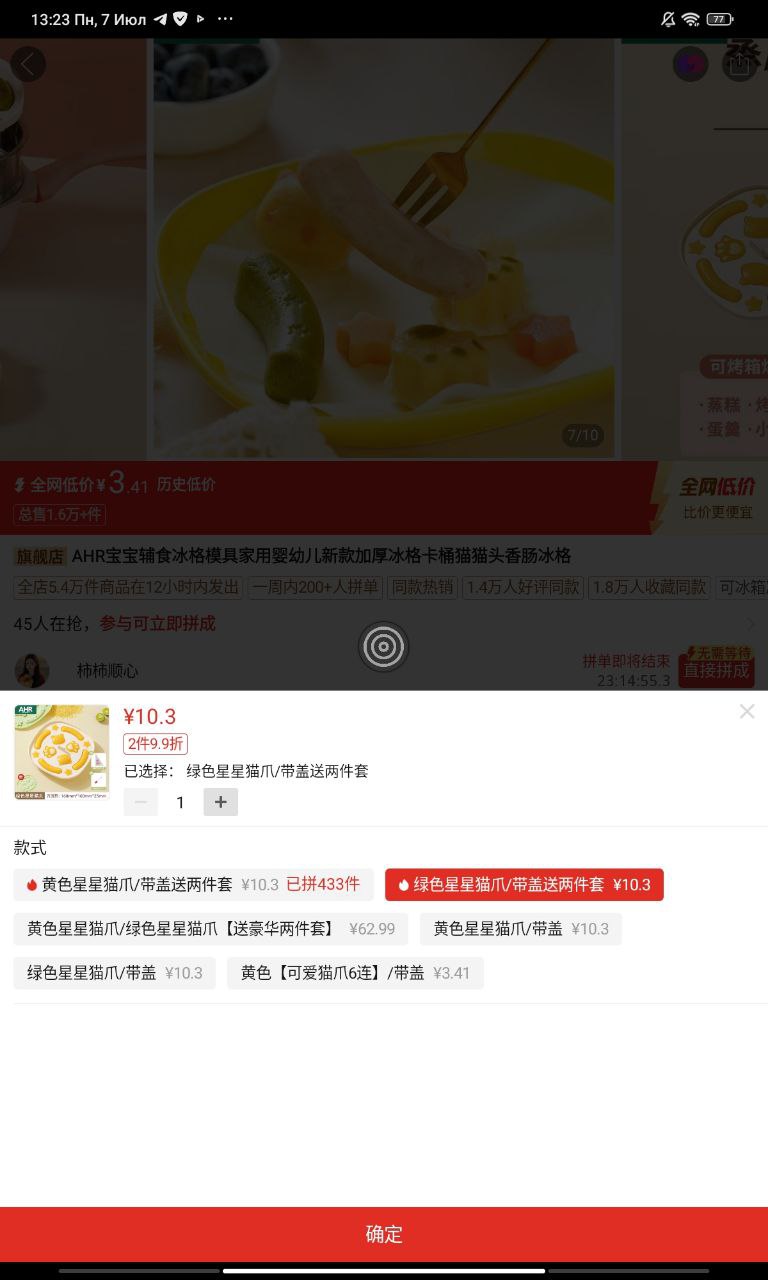 13:23 Пн, 7 Июл
77
7/10
可烤箱
·蒸糕 ·烤
·蛋羹 ·小
全网低价¥3.41 历史低价
总售1.6万+件
全网低价
比价更便宜
旗舰店 AHR宝宝辅食冰格模具家用婴幼儿新款加厚冰格卡桶猫猫头香肠冰格
全店5.4万件商品在12小时内发出 一周内200+人拼单 同款热销 1.4万人好评同款 1.8万人收藏同款 可冰箱
45人在抢，参与可立即拼成
柿柿顺心
拼单即将结束
23:14:55.3
无需等待
直接拼成
AHR
¥10.3
2件9.9折
已选择： 绿色星星猫爪/带盖送两件套
1
款式
黄色星星猫爪/带盖送两件套 ¥10.3 已拼433件
绿色星星猫爪/带盖送两件套 ¥10.3
黄色星星猫爪/绿色星星猫爪【送豪华两件套】 ¥62.99
黄色星星猫爪/带盖 ¥10.3
绿色星星猫爪/带盖 ¥10.3
黄色【可爱猫爪6连】/带盖 ¥3.41
确定